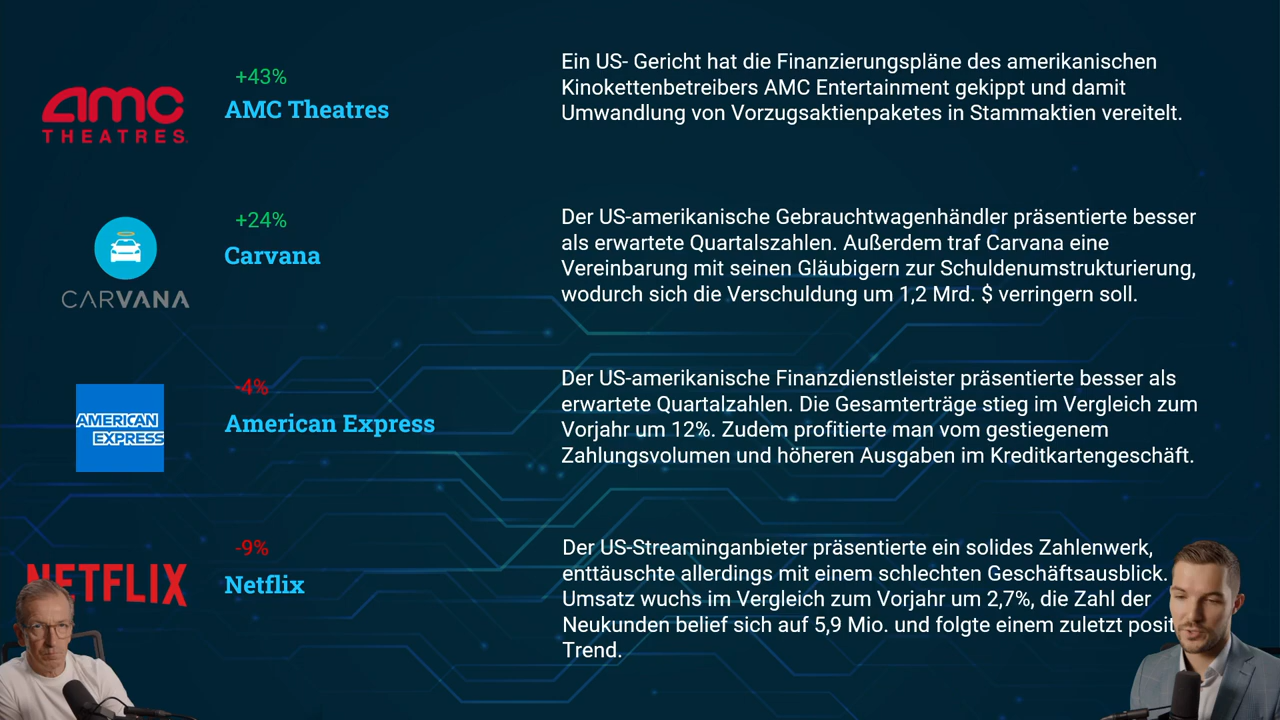 AMC
THEATRES
+43%
AMC Theatres
Ein US- Gericht hat die Finanzierungspläne des amerikanischen
Kinokettenbetreibers AMC Entertainment gekippt und damit
Umwandlung von Vorzugsaktienpaketes in Stammaktien vereitelt.
CARVANA
+24%
Carvana
Der US-amerikanische Gebrauchtwagenhändler präsentierte besser
als erwartete Quartalszahlen. Außerdem traf Carvana eine
Vereinbarung mit seinen Gläubigern zur Schuldenumstrukturierung,
wodurch sich die Verschuldung um 1,2 Mrd. $ verringern soll.
AMERICAN
EXPRESS
-4%
American Express
Der US-amerikanische Finanzdienstleister präsentierte besser als
erwartete Quartalzahlen. Die Gesamterträge stieg im Vergleich zum
Vorjahr um 12%. Zudem profitierte man vom gestiegenem
Zahlungsvolumen und höheren Ausgaben im Kreditkartengeschäft.
NETFLIX
-9%
Netflix
Der US-Streaminganbieter präsentierte ein solides Zahlenwerk,
enttäuschte allerdings mit einem schlechten Geschäftsausblick.
Umsatz wuchs im Vergleich zum Vorjahr um 2,7%, die Zahl der
Neukunden belief sich auf 5,9 Mio. und folgte einem zuletzt
Trend.